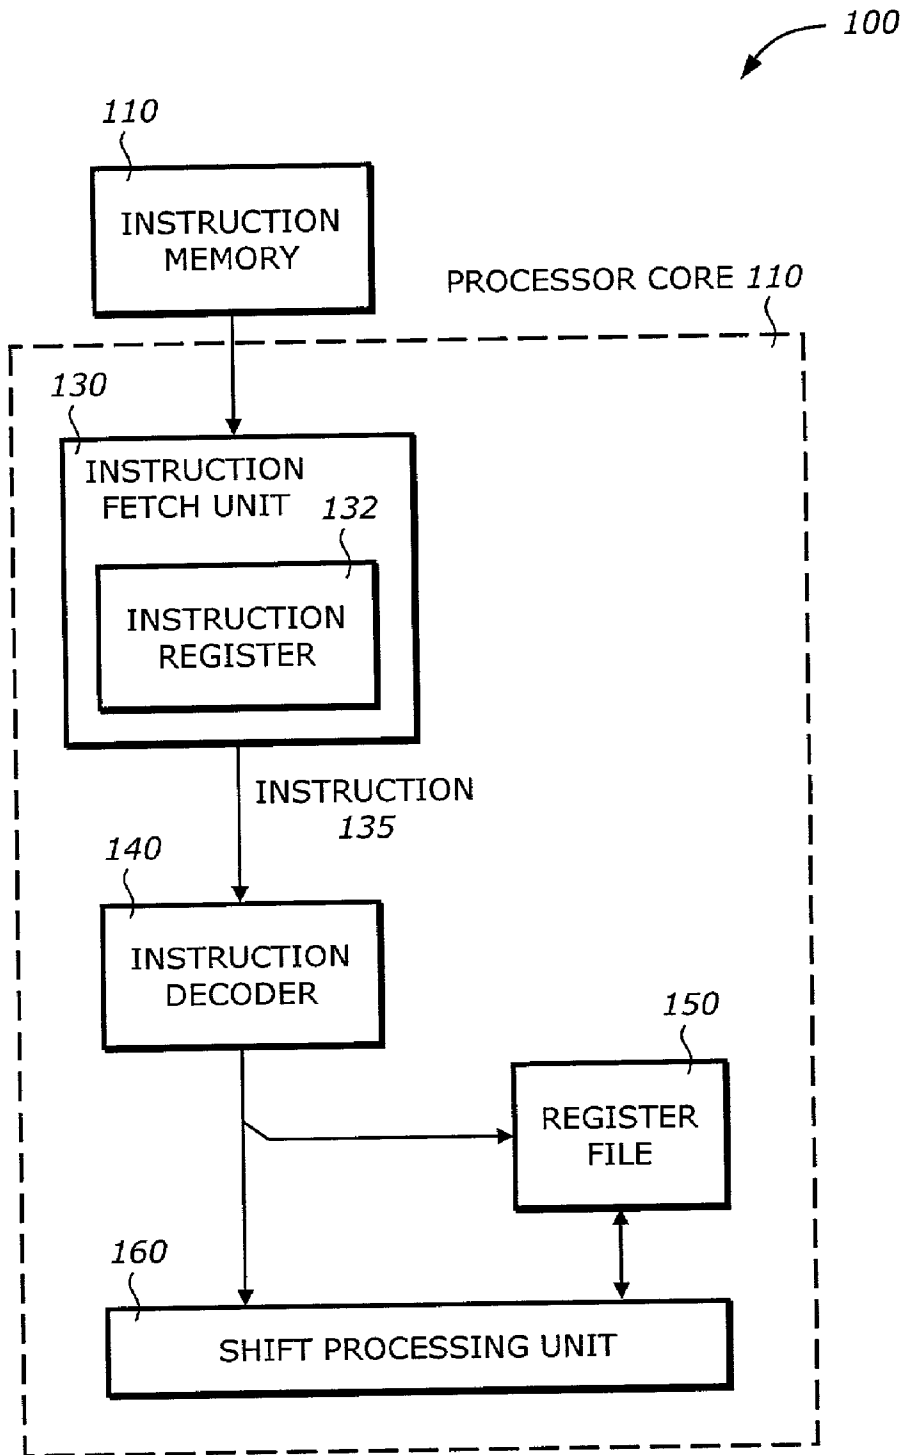 100
110
INSTRUCTION
MEMORY
PROCESSOR CORE 110
130
INSTRUCTION
FETCH UNIT
132
INSTRUCTION
REGISTER
INSTRUCTION
135
140
INSTRUCTION
DECODER
150
REGISTER
FILE
160
SHIFT PROCESSING UNIT